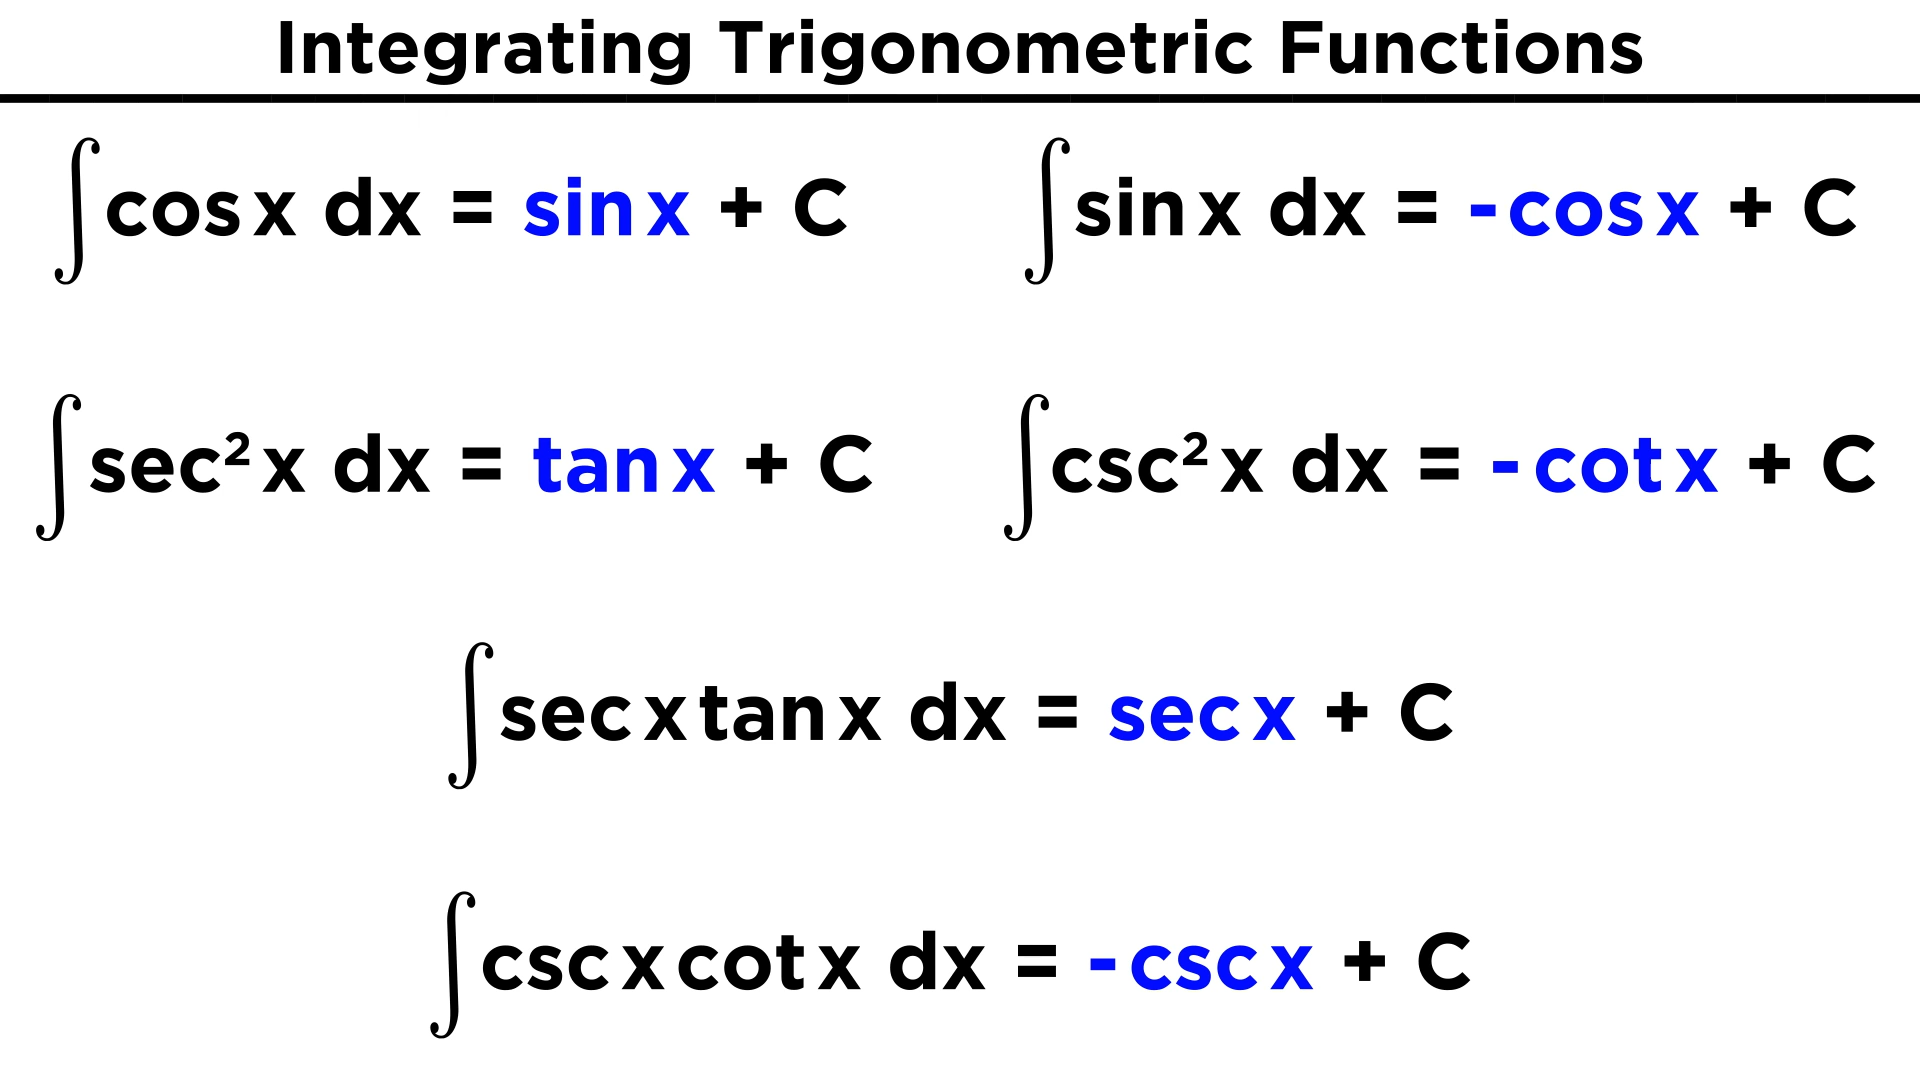 Integrating Trigonometric Functions
∫cos x dx = sin x + C
∫sin x dx = -cos x + C
∫sec²x dx = tan x + C
∫csc²x dx = -cot x + C
∫sec x tan x dx = sec x + C
∫csc x cot x dx = -csc x + C